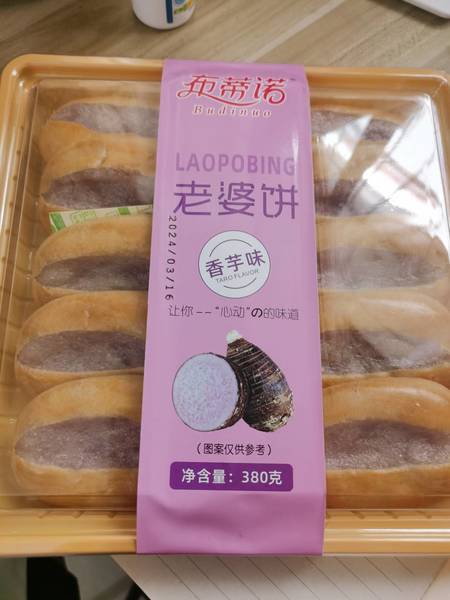 布蒂诺
Budinuo
LAOPOBING
老婆饼
2024/03/16
香芋味
TARO FLAVOR
让你--“心动”の的味道
（图案仅供参考）
净含量：380克